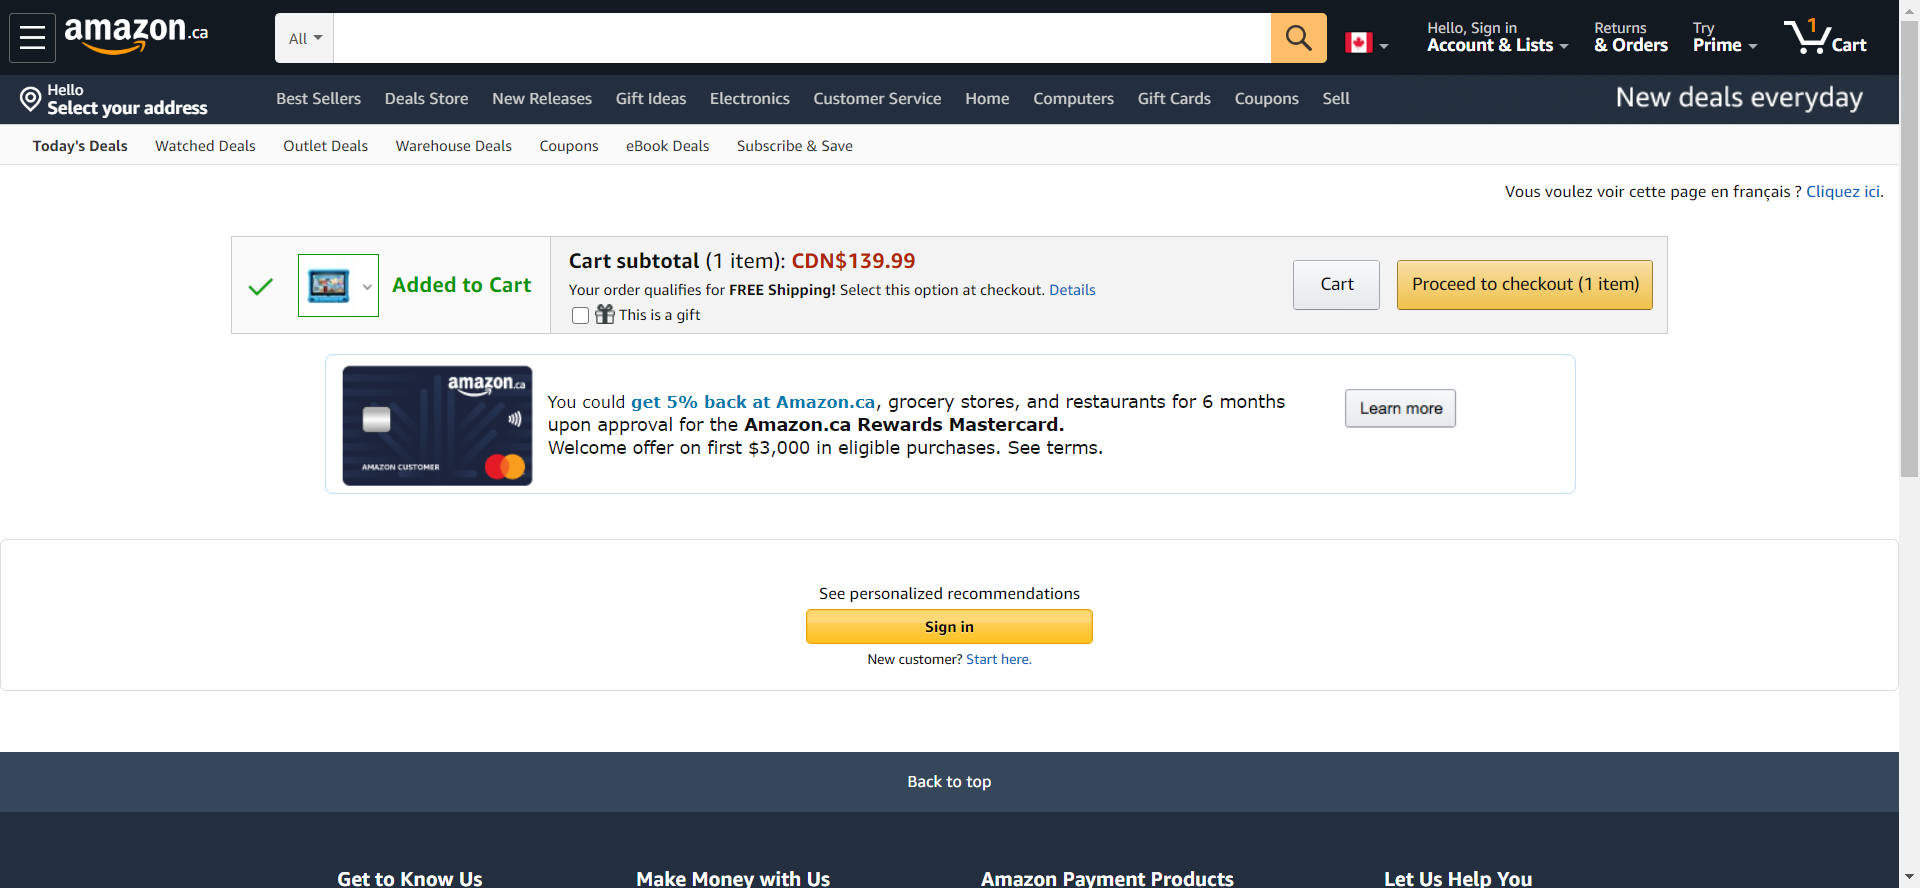 amazon.ca
All
Hello, Sign in
Account & Lists
Returns
& Orders
Try
Prime
1
Cart
Hello
Select your address
Best Sellers
Deals Store
New Releases
Gift Ideas
Electronics
Customer Service
Home
Computers
Gift Cards
Coupons
Sell
New deals everyday
Today's Deals
Watched Deals
Outlet Deals
Warehouse Deals
Coupons
eBook Deals
Subscribe & Save
Vous voulez voir cette page en français ? Cliquez ici.
Added to Cart
Cart subtotal (1 item): CDN$139.99
Your order qualifies for FREE Shipping! Select this option at checkout. Details
This is a gift
Cart
Proceed to checkout (1 item)
amazon.ca
AMAZON CUSTOMER
You could get 5% back at Amazon.ca, grocery stores, and restaurants for 6 months
upon approval for the Amazon.ca Rewards Mastercard.
Welcome offer on first $3,000 in eligible purchases. See terms.
Learn more
See personalized recommendations
Sign in
New customer? Start here.
Back to top
Get to Know Us
Make Money with Us
Amazon Payment Products
Let Us Help You